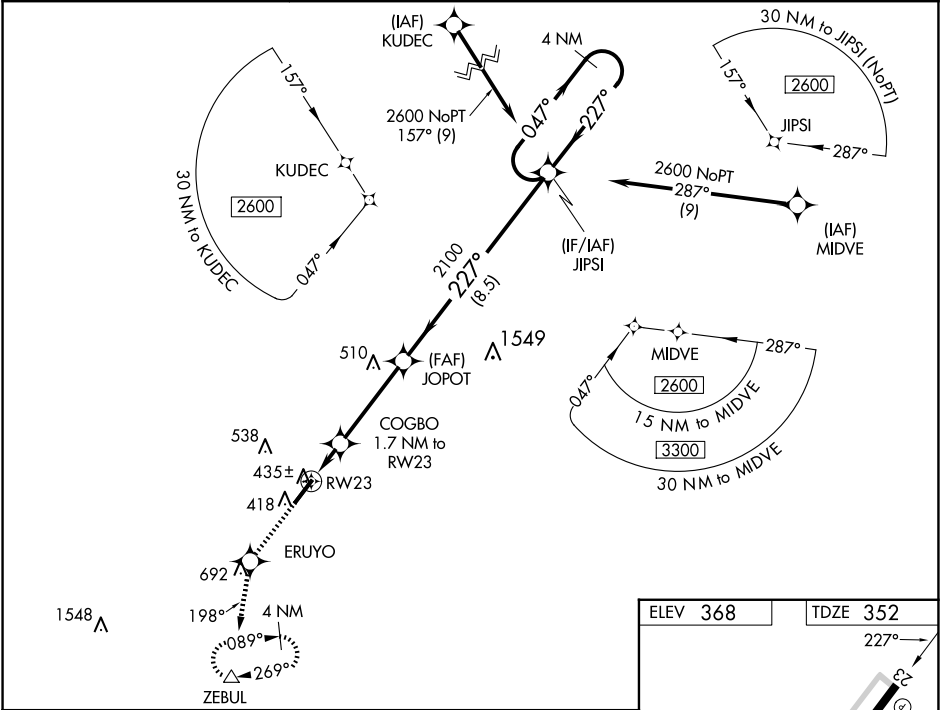 (IAF)
KUDEC
4 NM
30 NM to JIPSI (NoPT)
157°
2600
JIPSI
287°
157°
KUDEC
2600
047°
30 NM to KUDEC
2600 NoPT
157° (9)
047°
227°
2600 NoPT
287°
(9)
(IAF)
MIDVE
(IF/IAF)
JIPSI
2100
227°
(8.5)
510
(FAF)
JOPOT
1549
MIDVE
287°
047°
2600
15 NM to MIDVE
3300
30 NM to MIDVE
COGBO
1.7 NM to
RW23
538
435±
RW23
418
ERUYO
692
198°
4 NM
089°
269°
ZEBUL
1548
ELEV 368
TDZE 352
227°
23
P